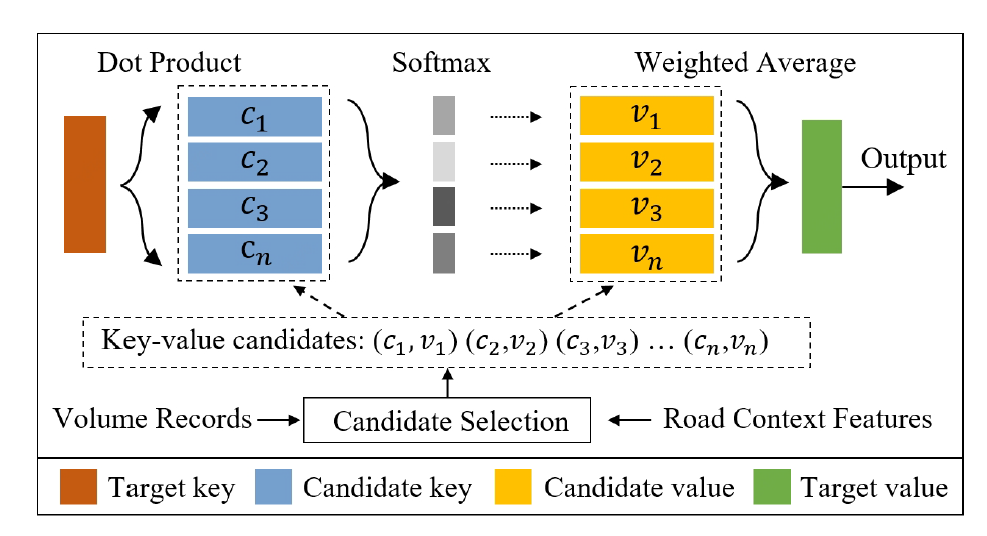 Dot Product Softmax Weighted Average
c₁ v₁
c₂ v₂
c₃ v₃
cₙ vₙ
Output
Key-value candidates: (c₁, v₁) (c₂,v₂) (c₃,v₃) … (cₙ,vₙ)
Volume Records Candidate Selection Road Context Features
Target key Candidate key Candidate value Target value